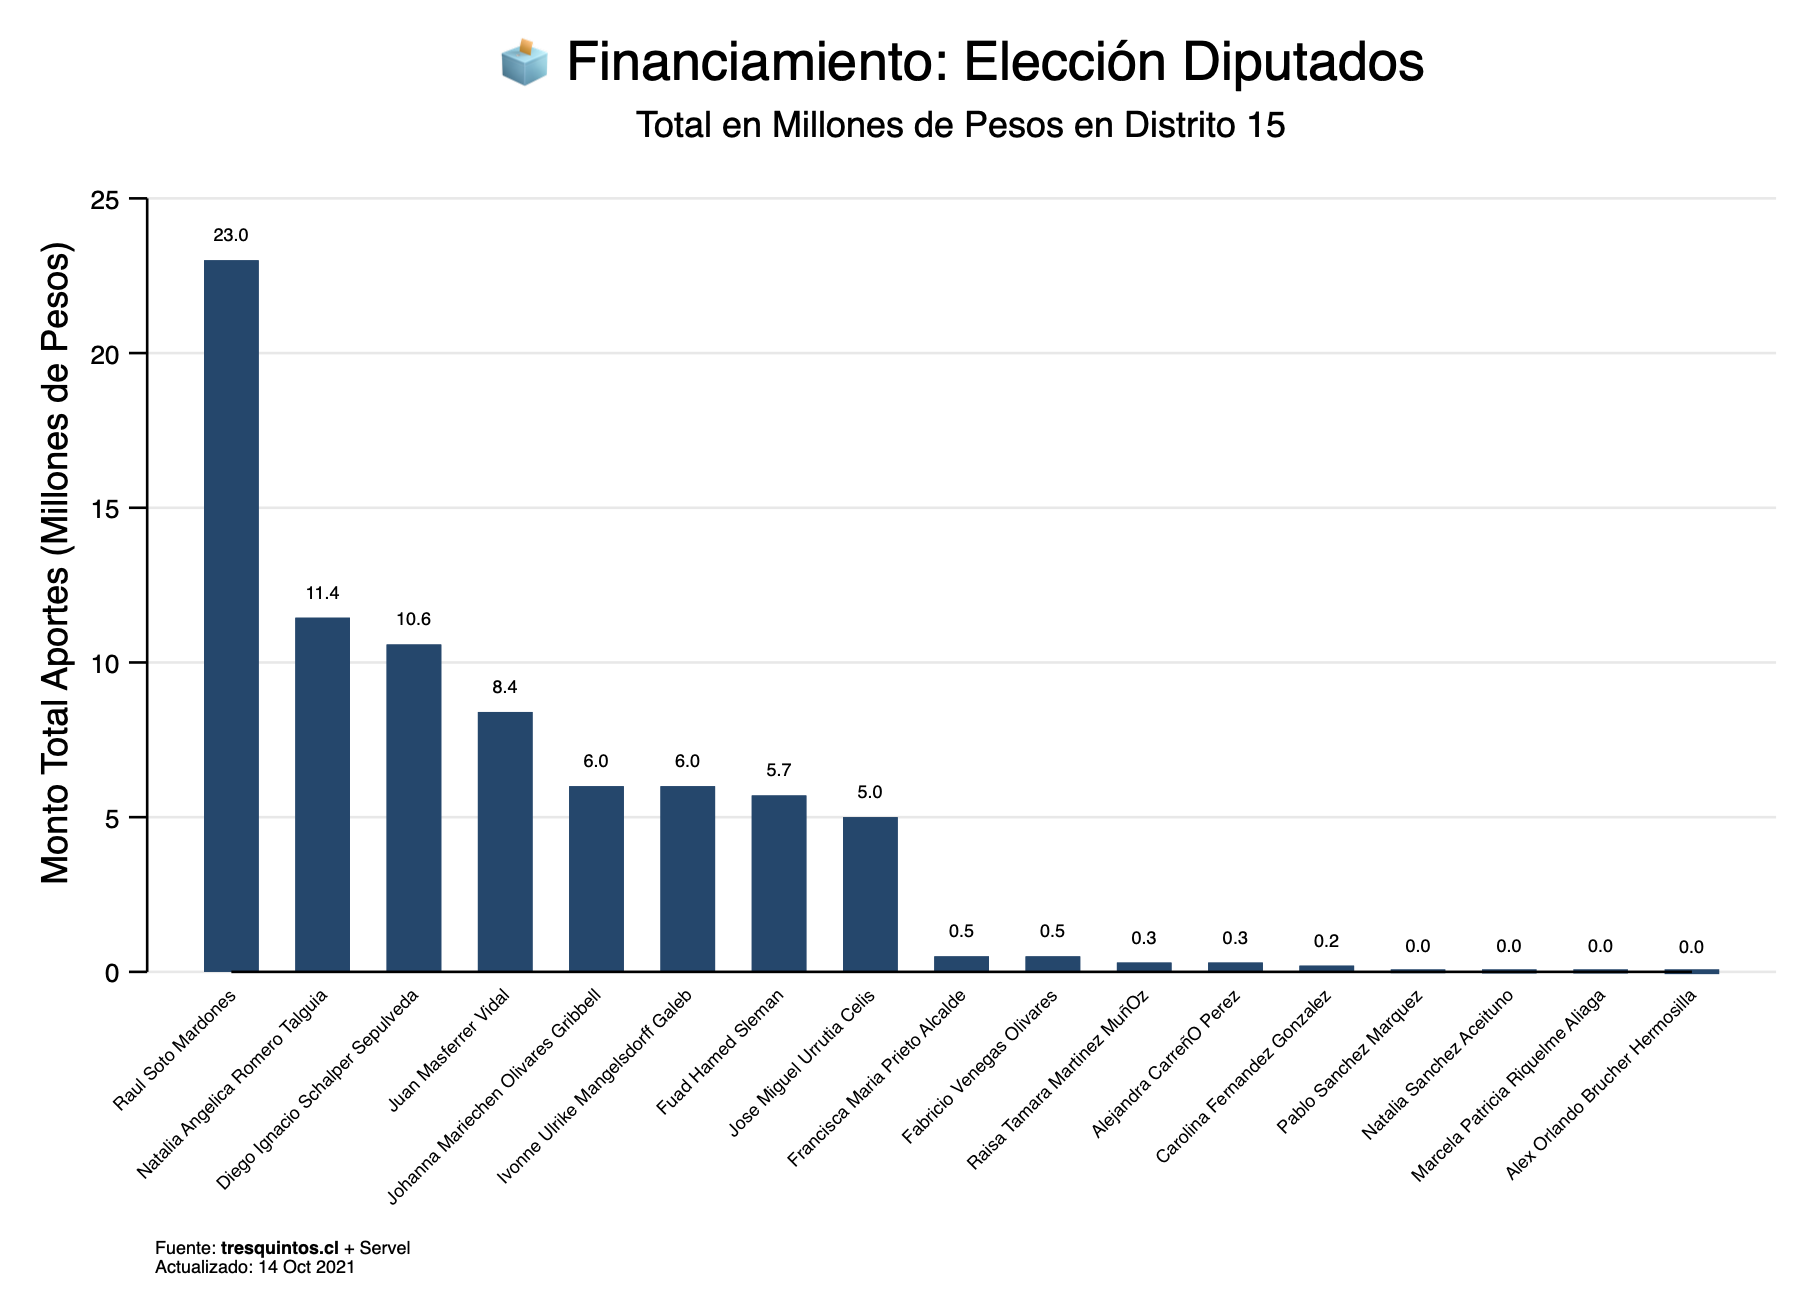 Financiamiento: Elección Diputados
Total en Millones de Pesos en Distrito 15
Monto Total Aportes (Millones de Pesos)
25
20
15
10
5
0
23.0
11.4
10.6
8.4
6.0
6.0
5.7
5.0
0.5
0.5
0.3
0.3
0.2
0.0
0.0
0.0
0.0
Raul Soto Mardones
Natalia Angelica Romero Talguia
Diego Ignacio Schalper Sepulveda
Juan Masferrer Vidal
Johanna Mariechen Olivares Gribbell
Ivonne Ulrike Mangelsdorff Galeb
Fuad Hamed Sleman
Jose Miguel Urrutia Celis
Francisca Maria Prieto Alcalde
Fabricio Venegas Olivares
Raisa Tamara Martinez MuñOz
Alejandra CarreñO Perez
Carolina Fernandez Gonzalez
Pablo Sanchez Marquez
Natalia Sanchez Aceituno
Marcela Patricia Riquelme Aliaga
Alex Orlando Brucher Hermosilla
Fuente: tresquintos.cl + Servel
Actualizado: 14 Oct 2021